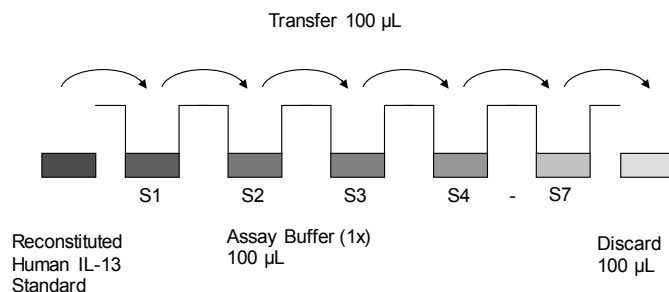 Transfer 100 µL
S1 S2 S3 S4 - S7
Reconstituted
Human IL-13
Standard
Assay Buffer (1x)
100 µL
Discard
100 µL